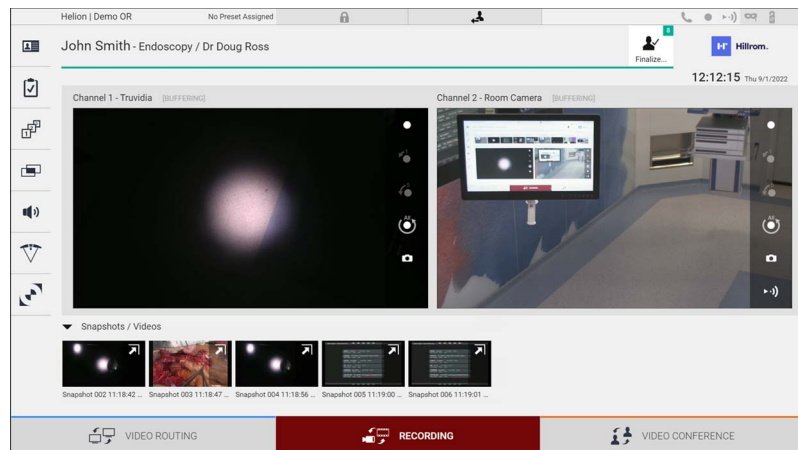 Helion | Demo OR
No Preset Assigned
8
John Smith - Endoscopy / Dr Doug Ross
Finalize...
H Hillrom.
12:12:15 Thu 9/1/2022
Channel 1 - Truvidia [BUFFERING]
Channel 2 - Room Camera [BUFFERING]
All
All
Snapshots / Videos
Snapshot 002 11:18:42 ...
Snapshot 003 11:18:47 ...
Snapshot 004 11:18:56 ...
Snapshot 005 11:19:00 ...
Snapshot 006 11:19:01 ...
VIDEO ROUTING
RECORDING
VIDEO CONFERENCE